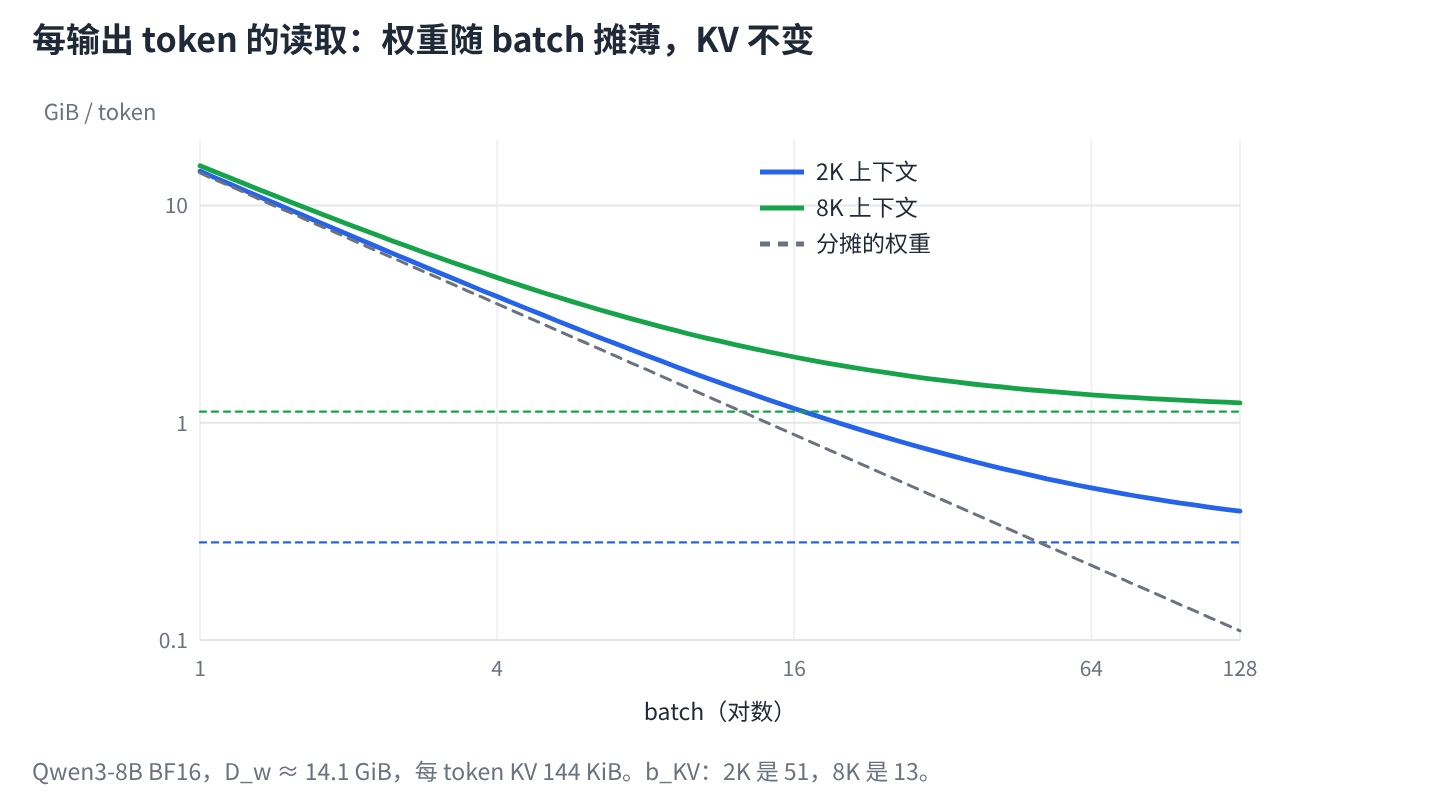 每输出 token 的读取：权重随 batch 摊薄，KV 不变
GiB / token
2K 上下文
8K 上下文
分摊的权重
10
1
0.1
1
4
16
64
128
batch（对数）
Qwen3-8B BF16，D_w ≈ 14.1 GiB，每 token KV 144 KiB。b_KV：2K 是 51，8K 是 13。